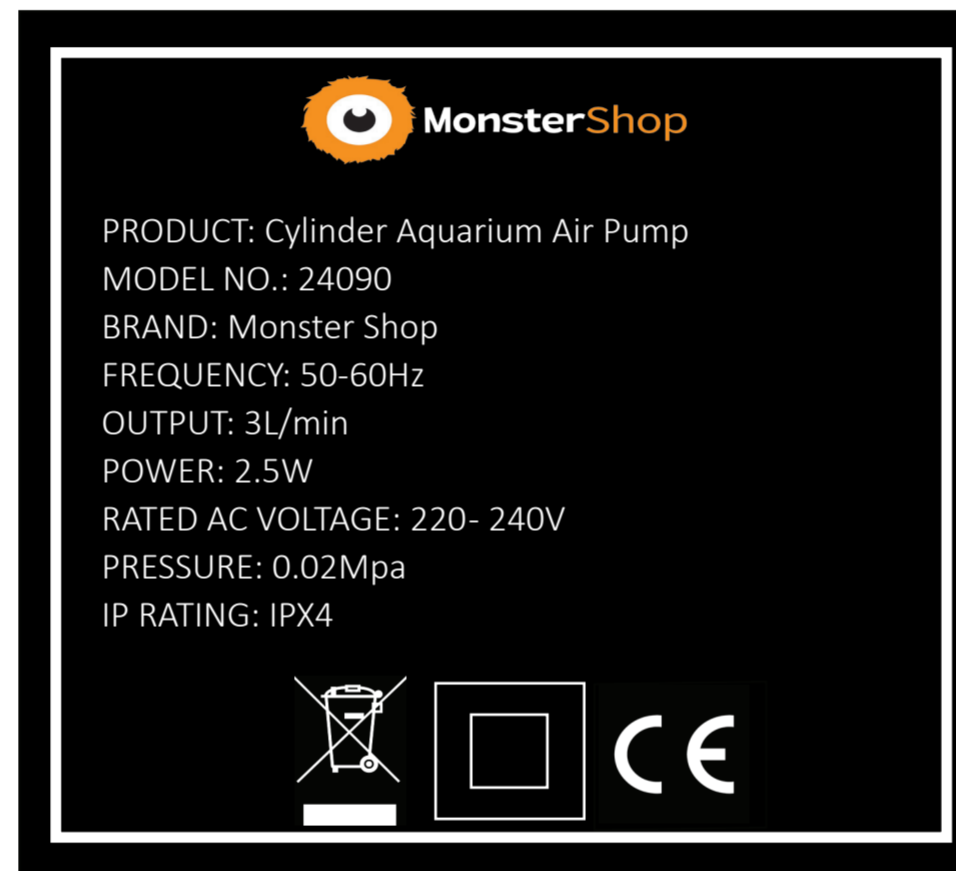 MonsterShop
PRODUCT: Cylinder Aquarium Air Pump
MODEL NO.: 24090
BRAND: Monster Shop
FREQUENCY: 50-60Hz
OUTPUT: 3L/min
POWER: 2.5W
RATED AC VOLTAGE: 220- 240V
PRESSURE: 0.02Mpa
IP RATING: IPX4
CE